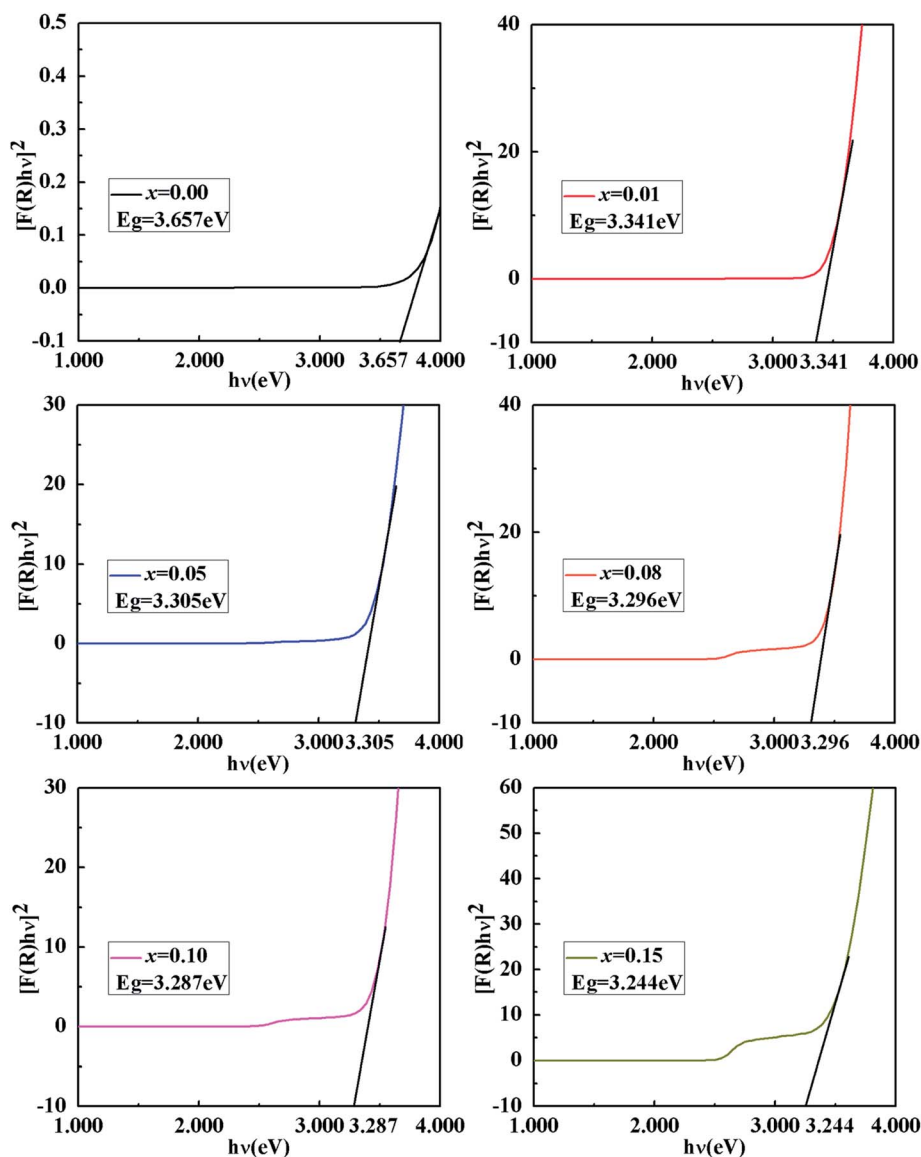 0.5
0.4
0.3
0.2
0.1
0.0
-0.1
[F(R)hν]²
x=0.00
Eg=3.657eV
1.000 2.000 3.000 3.657 4.000
hν(eV)
40
20
0
-10
[F(R)hν]²
x=0.01
Eg=3.341eV
1.000 2.000 3.000 3.341 4.000
hν(eV)
30
20
10
0
-10
[F(R)hν]²
x=0.05
Eg=3.305eV
1.000 2.000 3.000 3.305 4.000
hν(eV)
40
20
0
-10
[F(R)hν]²
x=0.08
Eg=3.296eV
1.000 2.000 3.000 3.296 4.000
hν(eV)
30
20
10
0
-10
[F(R)hν]²
x=0.10
Eg=3.287eV
1.000 2.000 3.000 3.287 4.000
hν(eV)
60
50
40
30
20
10
0
-10
[F(R)hν]²
x=0.15
Eg=3.244eV
1.000 2.000 3.000 3.244 4.000
hν(eV)